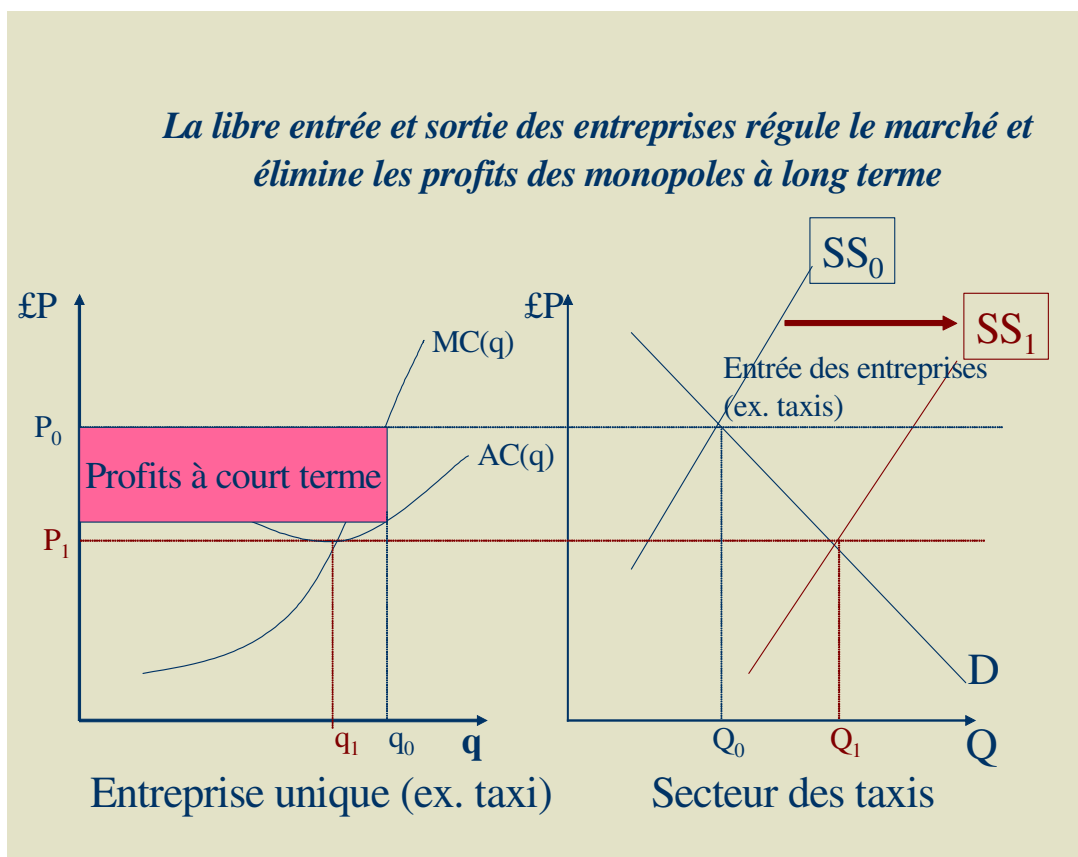 La libre entrée et sortie des entreprises régule le marché et
élimine les profits des monopoles à long terme
SS₀
£P
£P
SS₁
MC(q)
Entrée des entreprises
(ex. taxis)
P₀
AC(q)
Profits à court terme
P₁
D
q₁
q₀
q
Q₀
Q₁
Q
Entreprise unique (ex. taxi)
Secteur des taxis